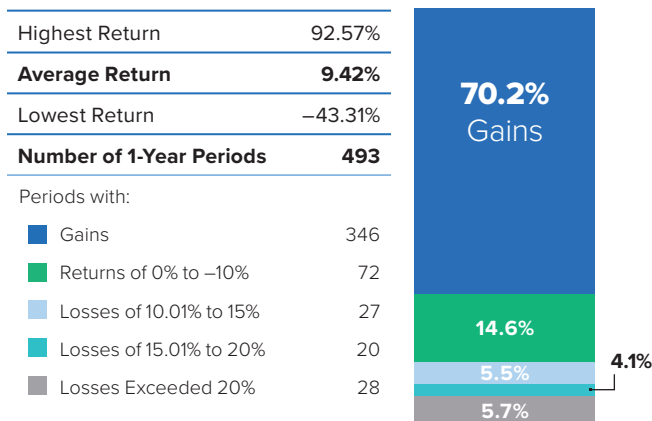 Highest Return 92.57%
Average Return 9.42%
Lowest Return –43.31%
Number of 1-Year Periods 493
Periods with:
Gains 346
Returns of 0% to –10% 72
Losses of 10.01% to 15% 27
Losses of 15.01% to 20% 20
Losses Exceeded 20% 28
70.2%
Gains
14.6%
5.5%
4.1%
5.7%